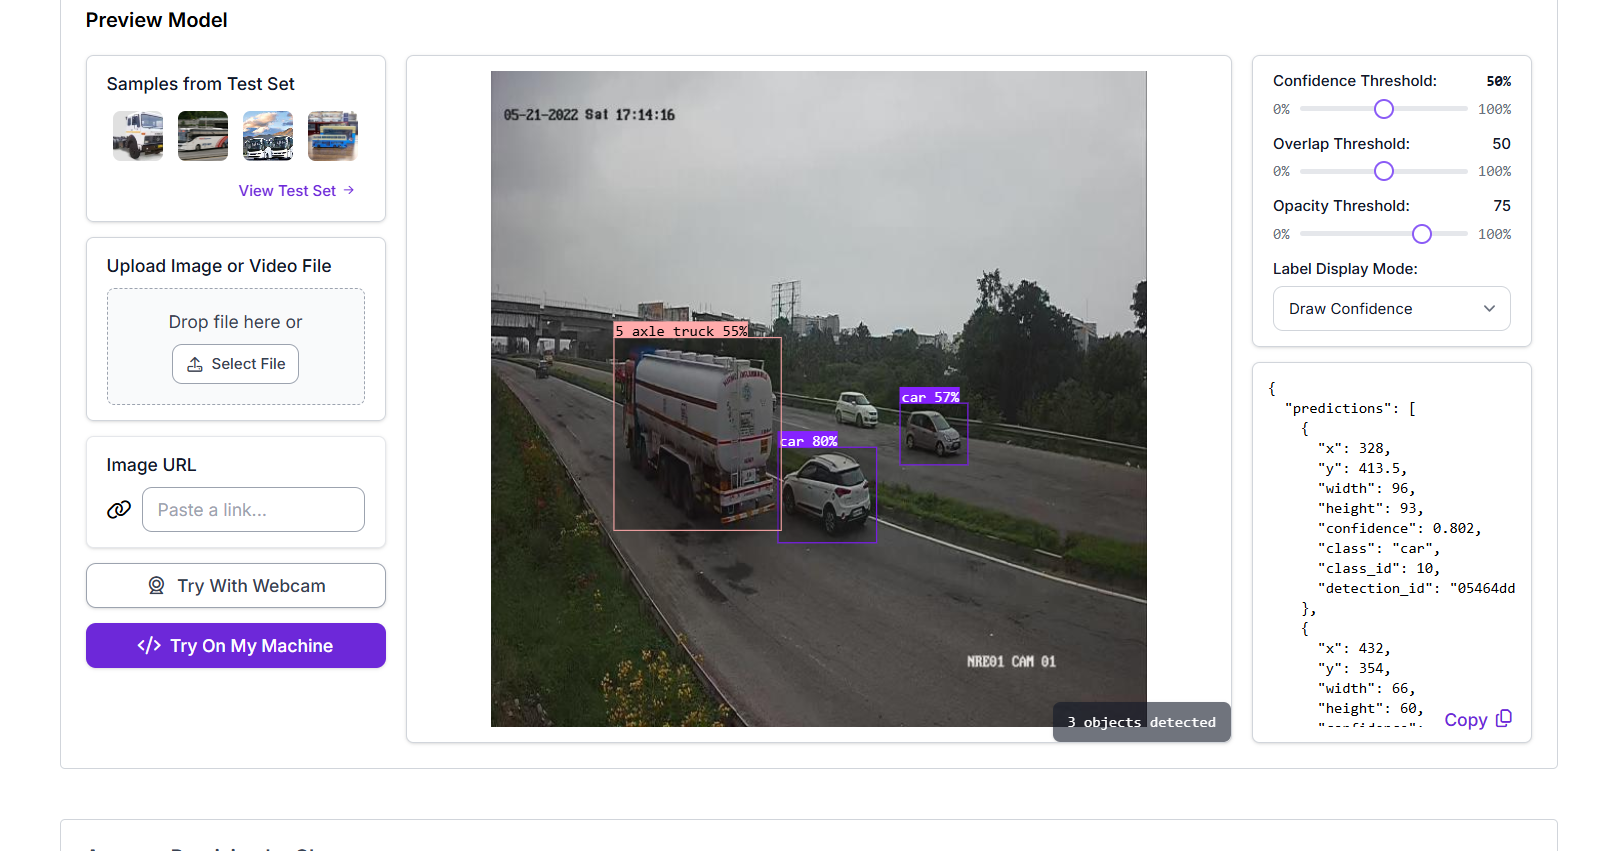 Preview Model
Samples from Test Set
View Test Set →
Upload Image or Video File
Drop file here or
Select File
Image URL
Paste a link...
Try With Webcam
</> Try On My Machine
05-21-2022 Sat 17:14:16
5 axle truck 55%
car 57%
car 80%
NRE01 CAM 01
3 objects detected
Confidence Threshold: 50%
0% 100%
Overlap Threshold: 50
0% 100%
Opacity Threshold: 75
0% 100%
Label Display Mode:
Draw Confidence
{
"predictions": [
{
"x": 328,
"y": 413.5,
"width": 96,
"height": 93,
"confidence": 0.802,
"class": "car",
"class_id": 10,
"detection_id": "05464dd
},
{
"x": 432,
"y": 354,
"width": 66,
"height": 60,
Copy